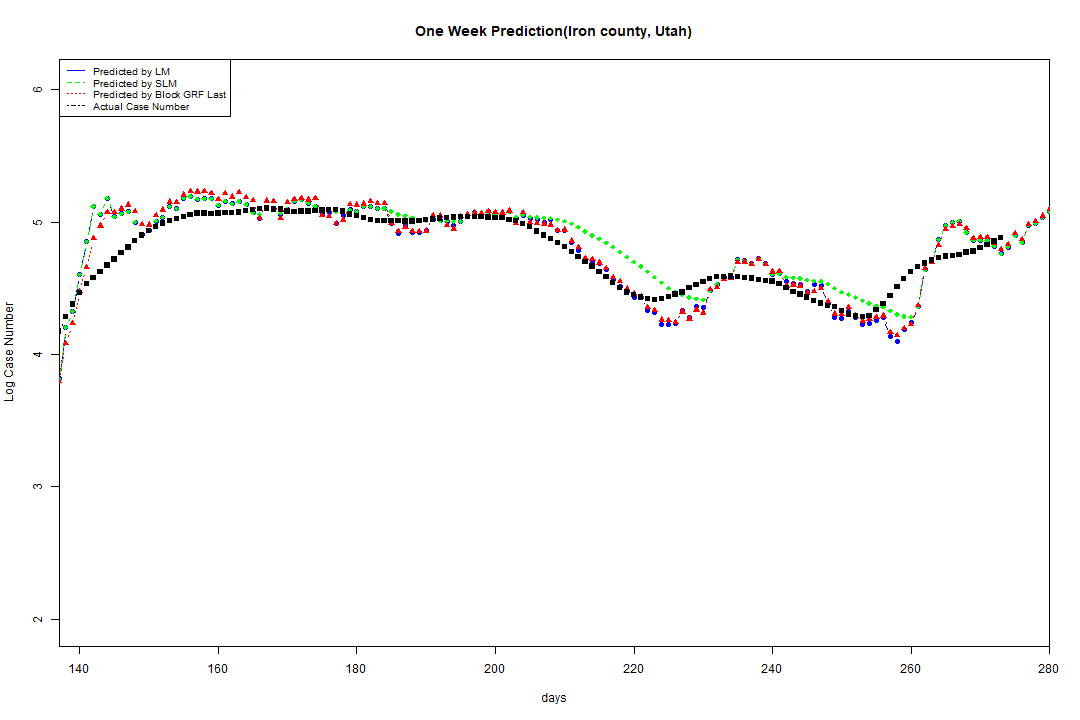 One Week Prediction(Iron county, Utah)
Predicted by LM
Predicted by SLM
Predicted by Block GRF Last
Actual Case Number
6
5
4
3
2
Log Case Number
140 160 180 200 220 240 260 280
days